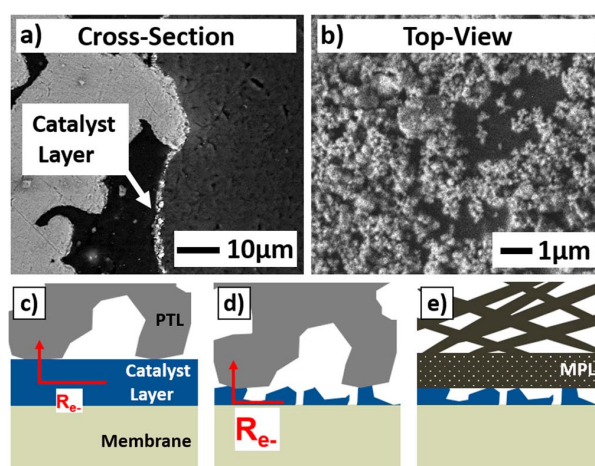 a) Cross-Section
b) Top-View
Catalyst
Layer
10μm
1μm
c)
PTL
Catalyst
Layer
Re-
Membrane
d)
Re-
e)
MPL